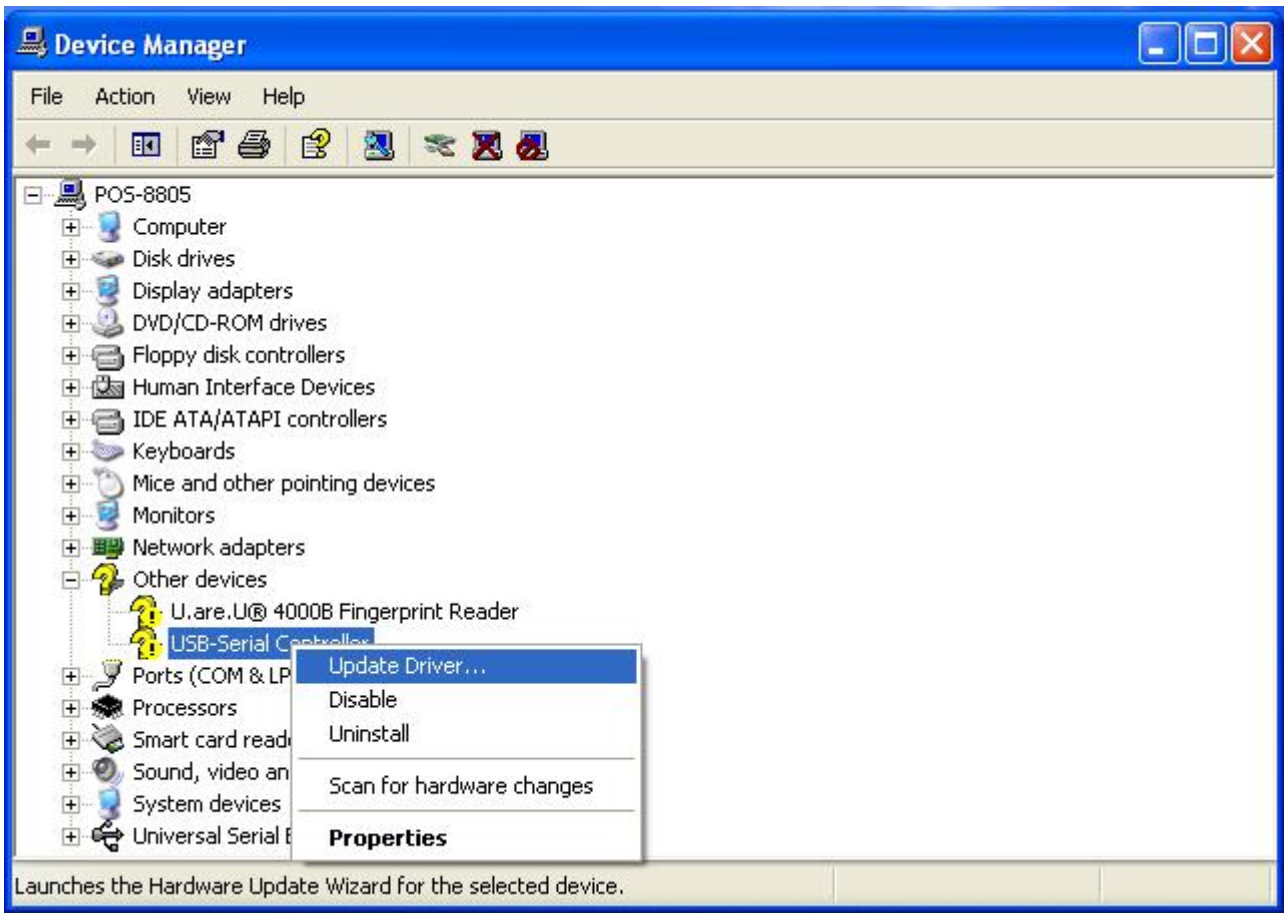 Device Manager
File Action View Help
POS-8805
Computer
Disk drives
Display adapters
DVD/CD-ROM drives
Floppy disk controllers
Human Interface Devices
IDE ATA/ATAPI controllers
Keyboards
Mice and other pointing devices
Monitors
Network adapters
Other devices
U.are.U® 4000B Fingerprint Reader
USB-Serial Controller
Update Driver...
Ports (COM & LP
Disable
Processors
Uninstall
Smart card read
Sound, video an
Scan for hardware changes
System devices
Universal Serial
Properties
Launches the Hardware Update Wizard for the selected device.